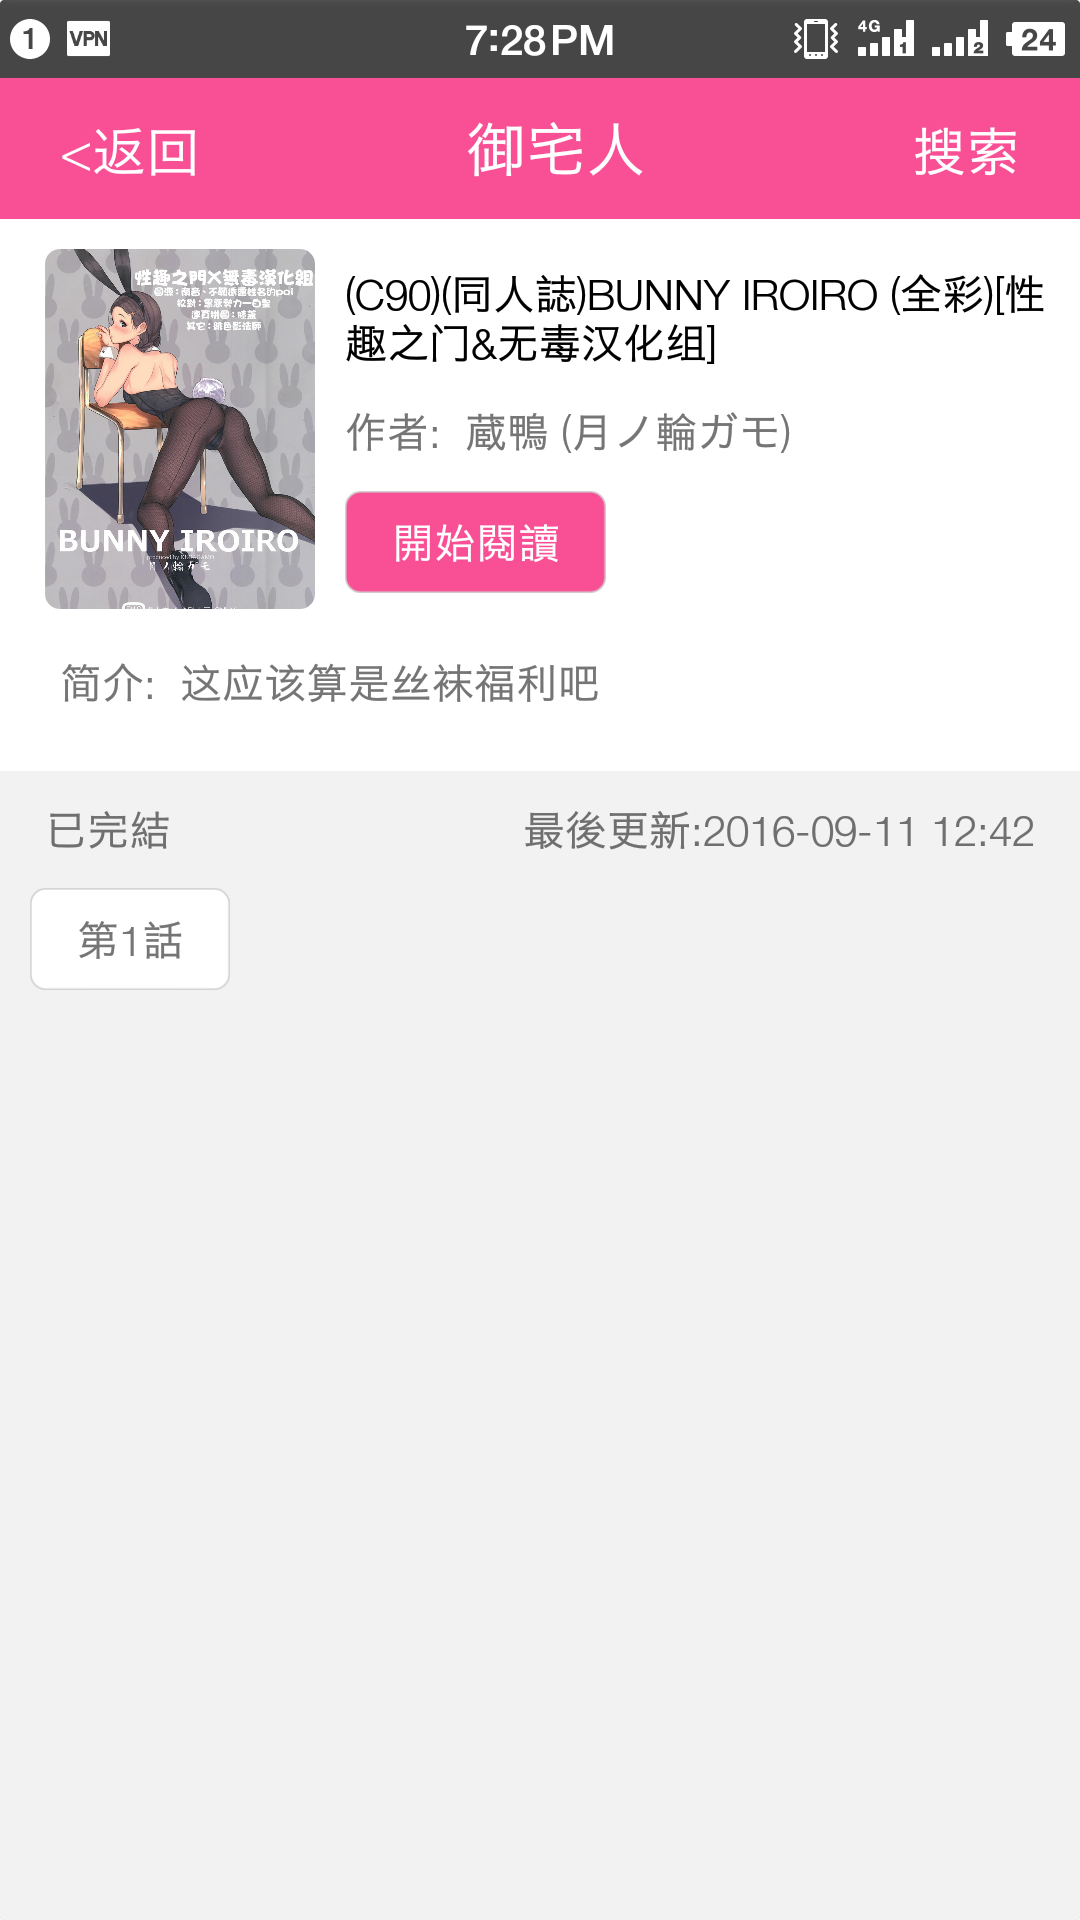 1 VPN 7:28PM 4G 1 2 24
<返回 御宅人 搜索
性趣之門X無毒漢化組
BUNNY IROIRO
月ノ輪ガモ
(C90)(同人誌)BUNNY IROIRO (全彩)[性
趣之门&无毒汉化组]
作者: 蔵鴨 (月ノ輪ガモ)
開始閱讀
简介: 这应该算是丝袜福利吧
已完結 最後更新:2016-09-11 12:42
第1話